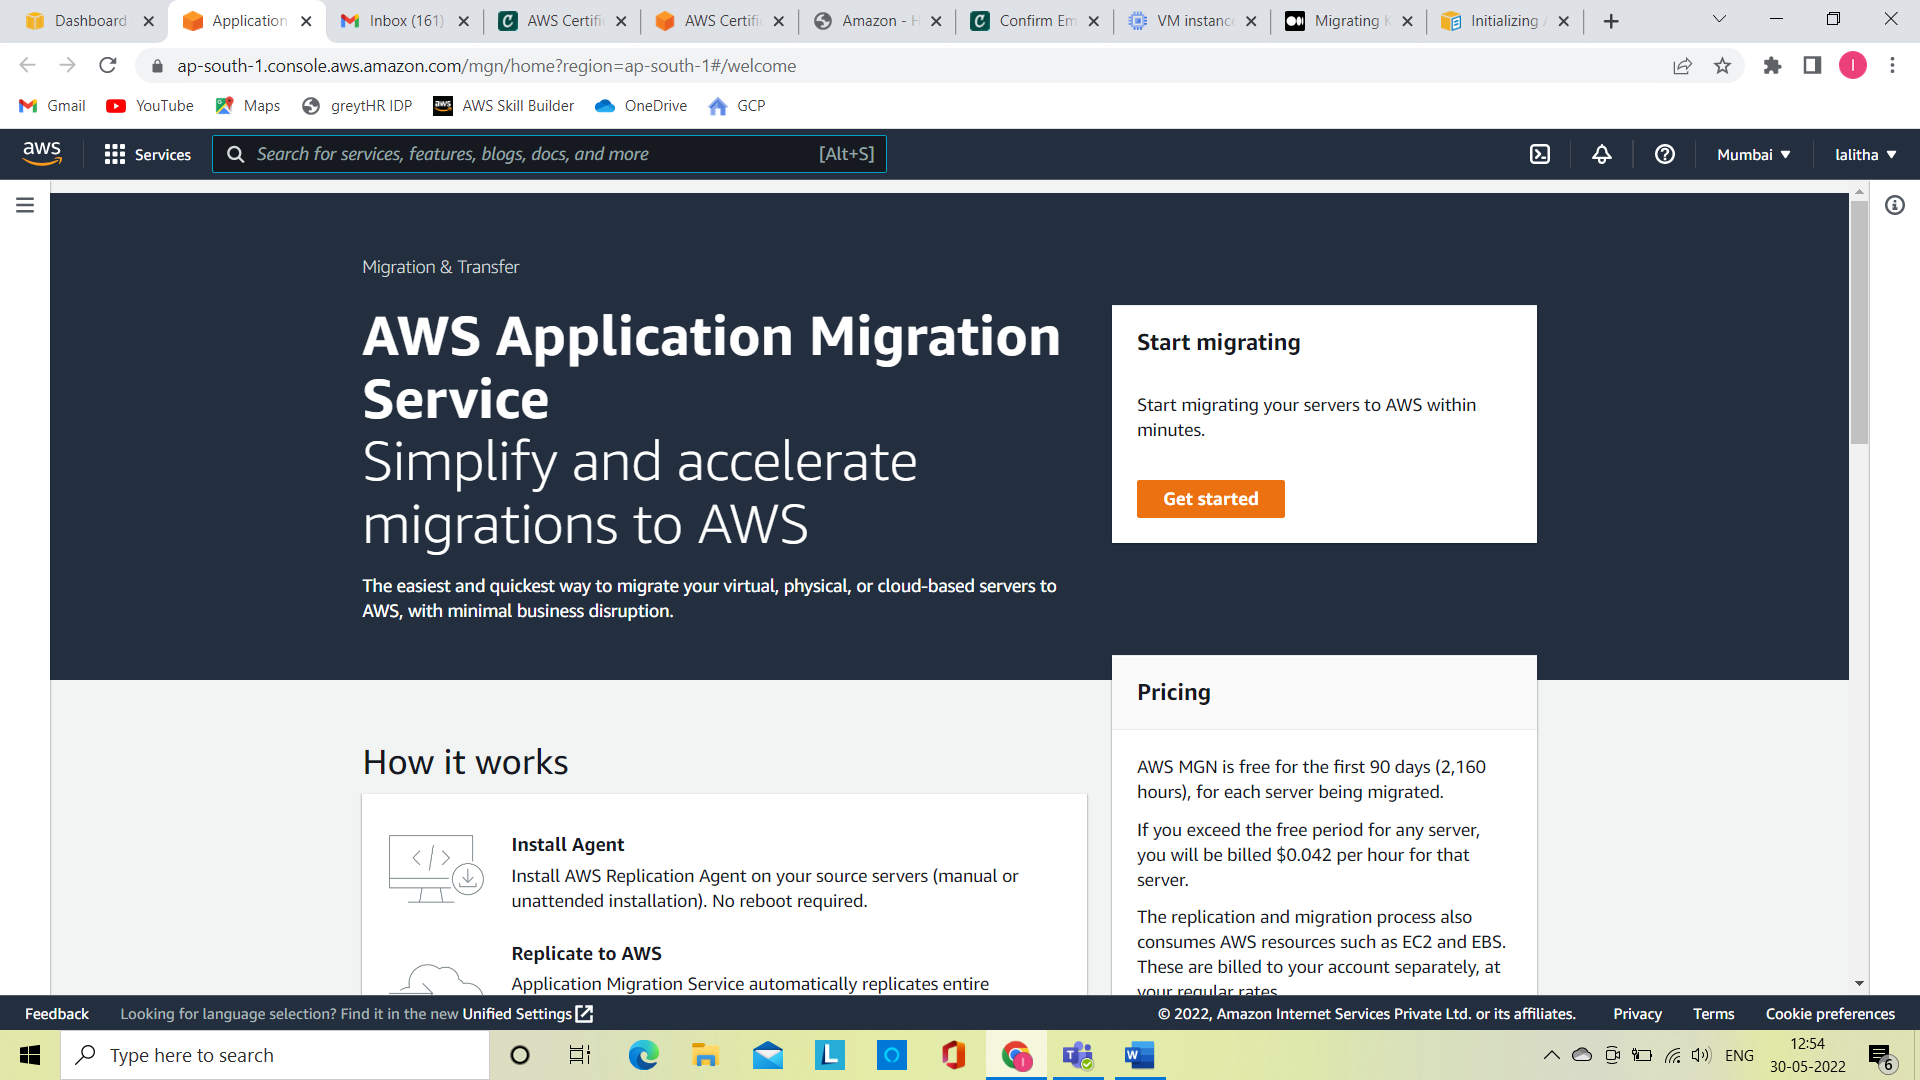 Dashboard
Application
Inbox (161)
AWS Certifi
AWS Certifi
Amazon - H
Confirm Em
VM instanc
Migrating K
Initializing
ap-south-1.console.aws.amazon.com/mgn/home?region=ap-south-1#/welcome
I
Gmail
YouTube
Maps
greytHR IDP
AWS Skill Builder
OneDrive
GCP
aws
Services
Search for services, features, blogs, docs, and more
[Alt+S]
Mumbai
lalitha
Migration & Transfer
AWS Application Migration
Service
Simplify and accelerate
migrations to AWS
The easiest and quickest way to migrate your virtual, physical, or cloud-based servers to
AWS, with minimal business disruption.
Start migrating
Start migrating your servers to AWS within
minutes.
Get started
Pricing
AWS MGN is free for the first 90 days (2,160
hours), for each server being migrated.
If you exceed the free period for any server,
you will be billed $0.042 per hour for that
server.
The replication and migration process also
consumes AWS resources such as EC2 and EBS.
These are billed to your account separately, at
your regular rates.
How it works
Install Agent
Install AWS Replication Agent on your source servers (manual or
unattended installation). No reboot required.
Replicate to AWS
Application Migration Service automatically replicates entire
Feedback
Looking for language selection? Find it in the new Unified Settings
© 2022, Amazon Internet Services Private Ltd. or its affiliates.
Privacy
Terms
Cookie preferences
Type here to search
ENG
12:54
30-05-2022
6